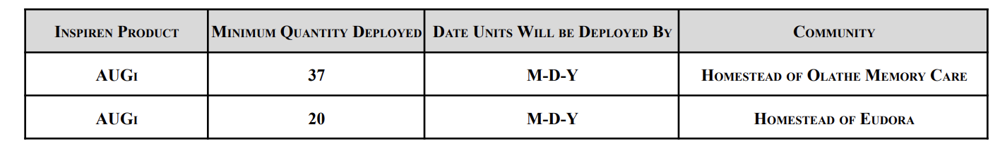 Inspiren Product Minimum Quantity Deployed Date Units Will be Deployed By Community
AUGi 37 M-D-Y Homestead of Olathe Memory Care
AUGi 20 M-D-Y Homestead of Eudora